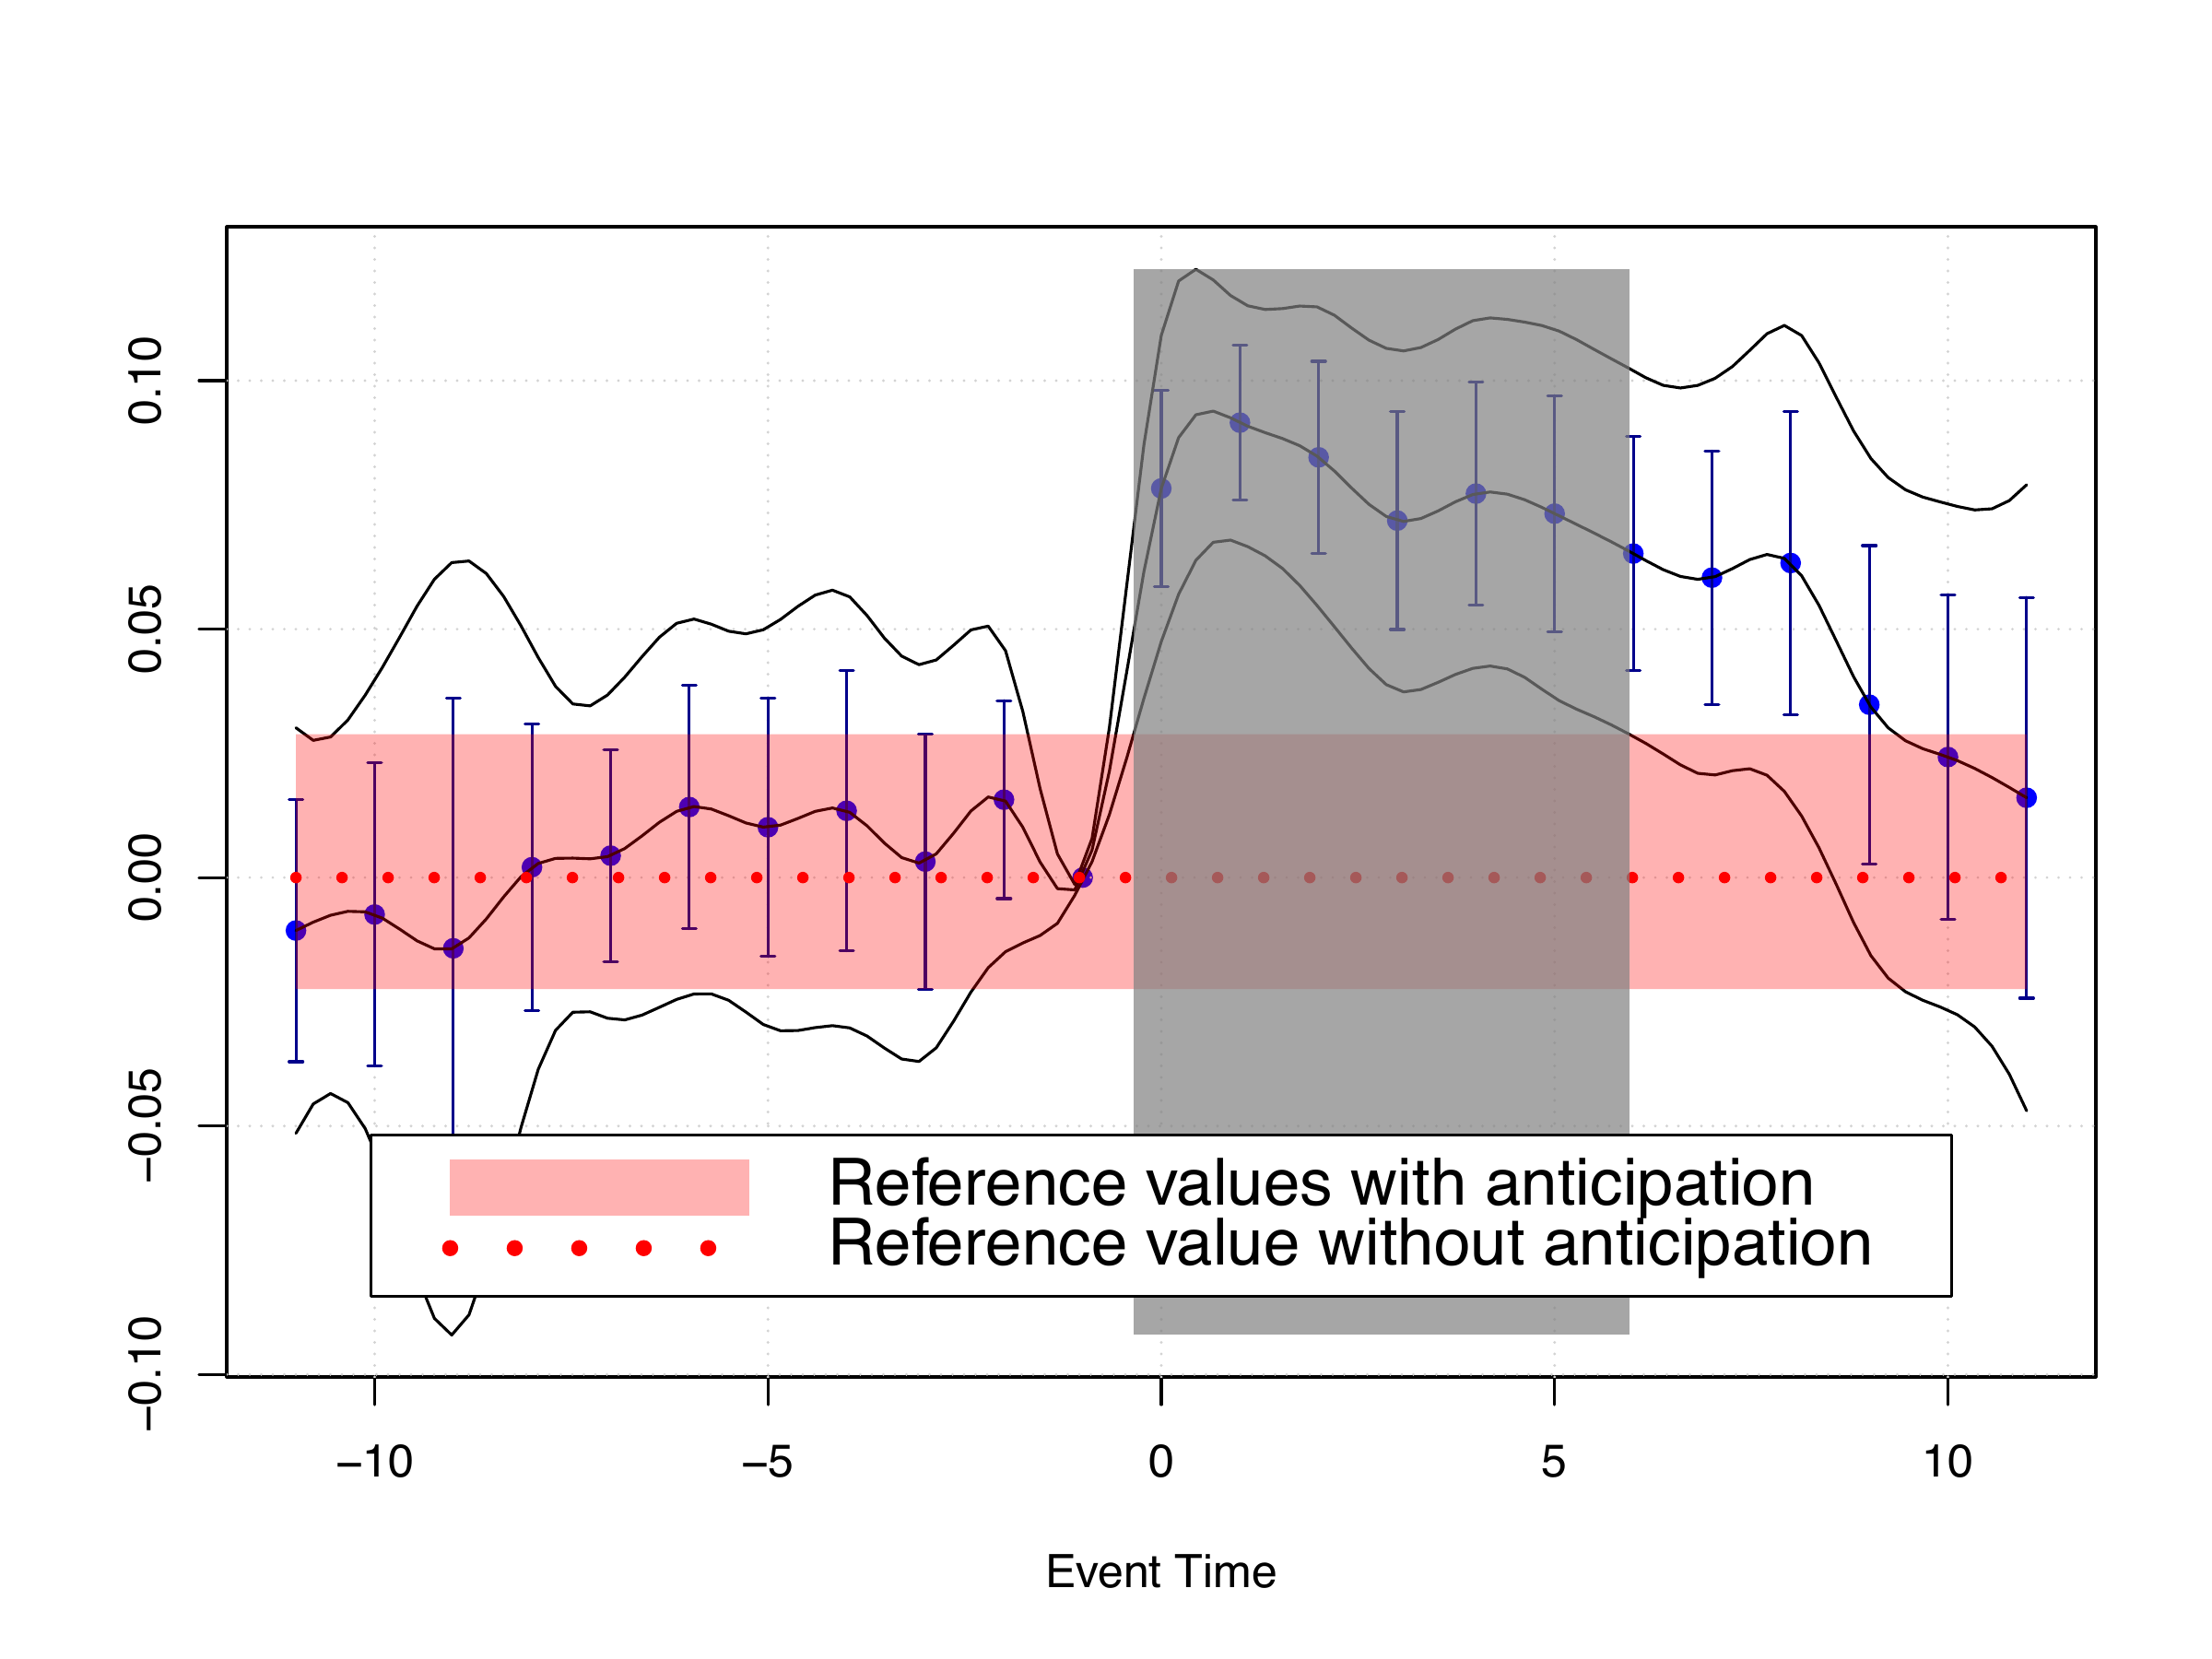 0.10
0.05
0.00
−0.05
−0.10
Reference values with anticipation
Reference value without anticipation
−10 −5 0 5 10
Event Time